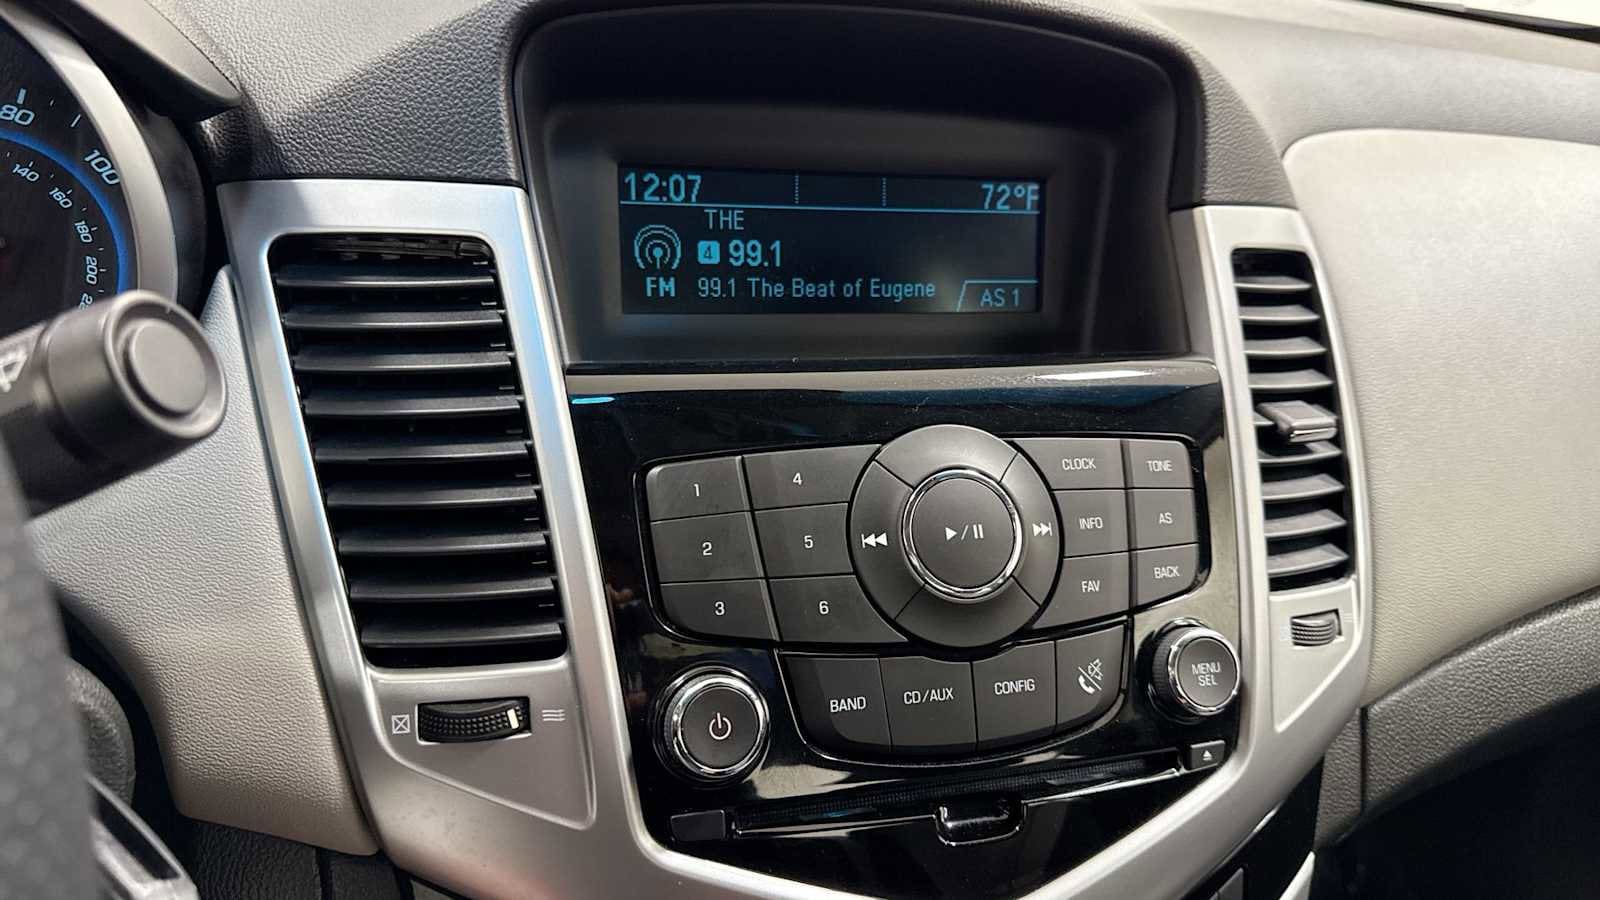 80
100
140
160
180
200
12:07
72°F
THE
4 99.1
FM
99.1 The Beat of Eugene
AS 1
1
4
CLOCK
TONE
2
5
INFO
AS
3
6
FAV
BACK
BAND
CD/AUX
CONFIG
MENU
SEL